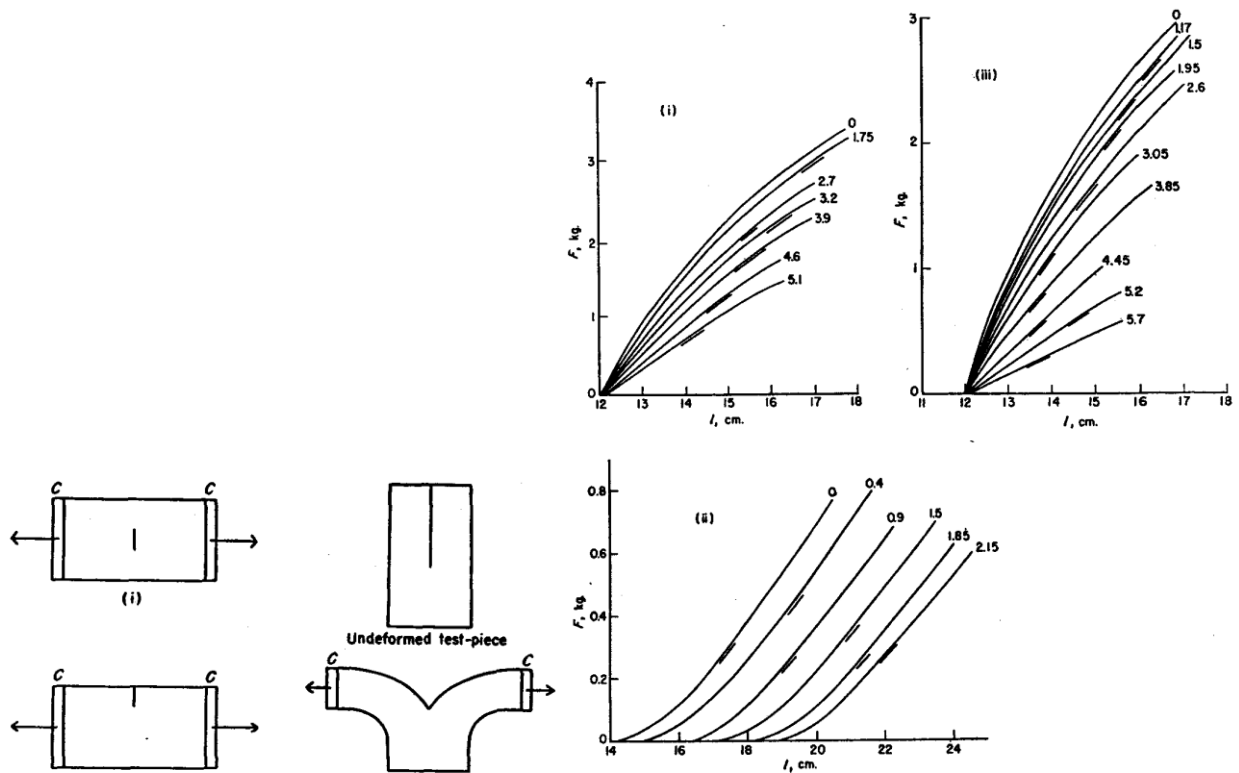 C C
(i)
C C
Undeformed test-piece
C C
(i)
4
3
2
1
0
F, kg.
12 13 14 15 16 17 18
l, cm.
0
1.75
2.7
3.2
3.9
4.6
5.1
(iii)
3
2
1
0
F, kg.
11 12 13 14 15 16 17 18
l, cm.
0
1.17
1.5
1.95
2.6
3.05
3.85
4.45
5.2
5.7
(ii)
0.8
0.6
0.4
0.2
0
F, kg.
14 16 18 20 22 24
l, cm.
0
0.4
0.9
1.5
1.85
2.15